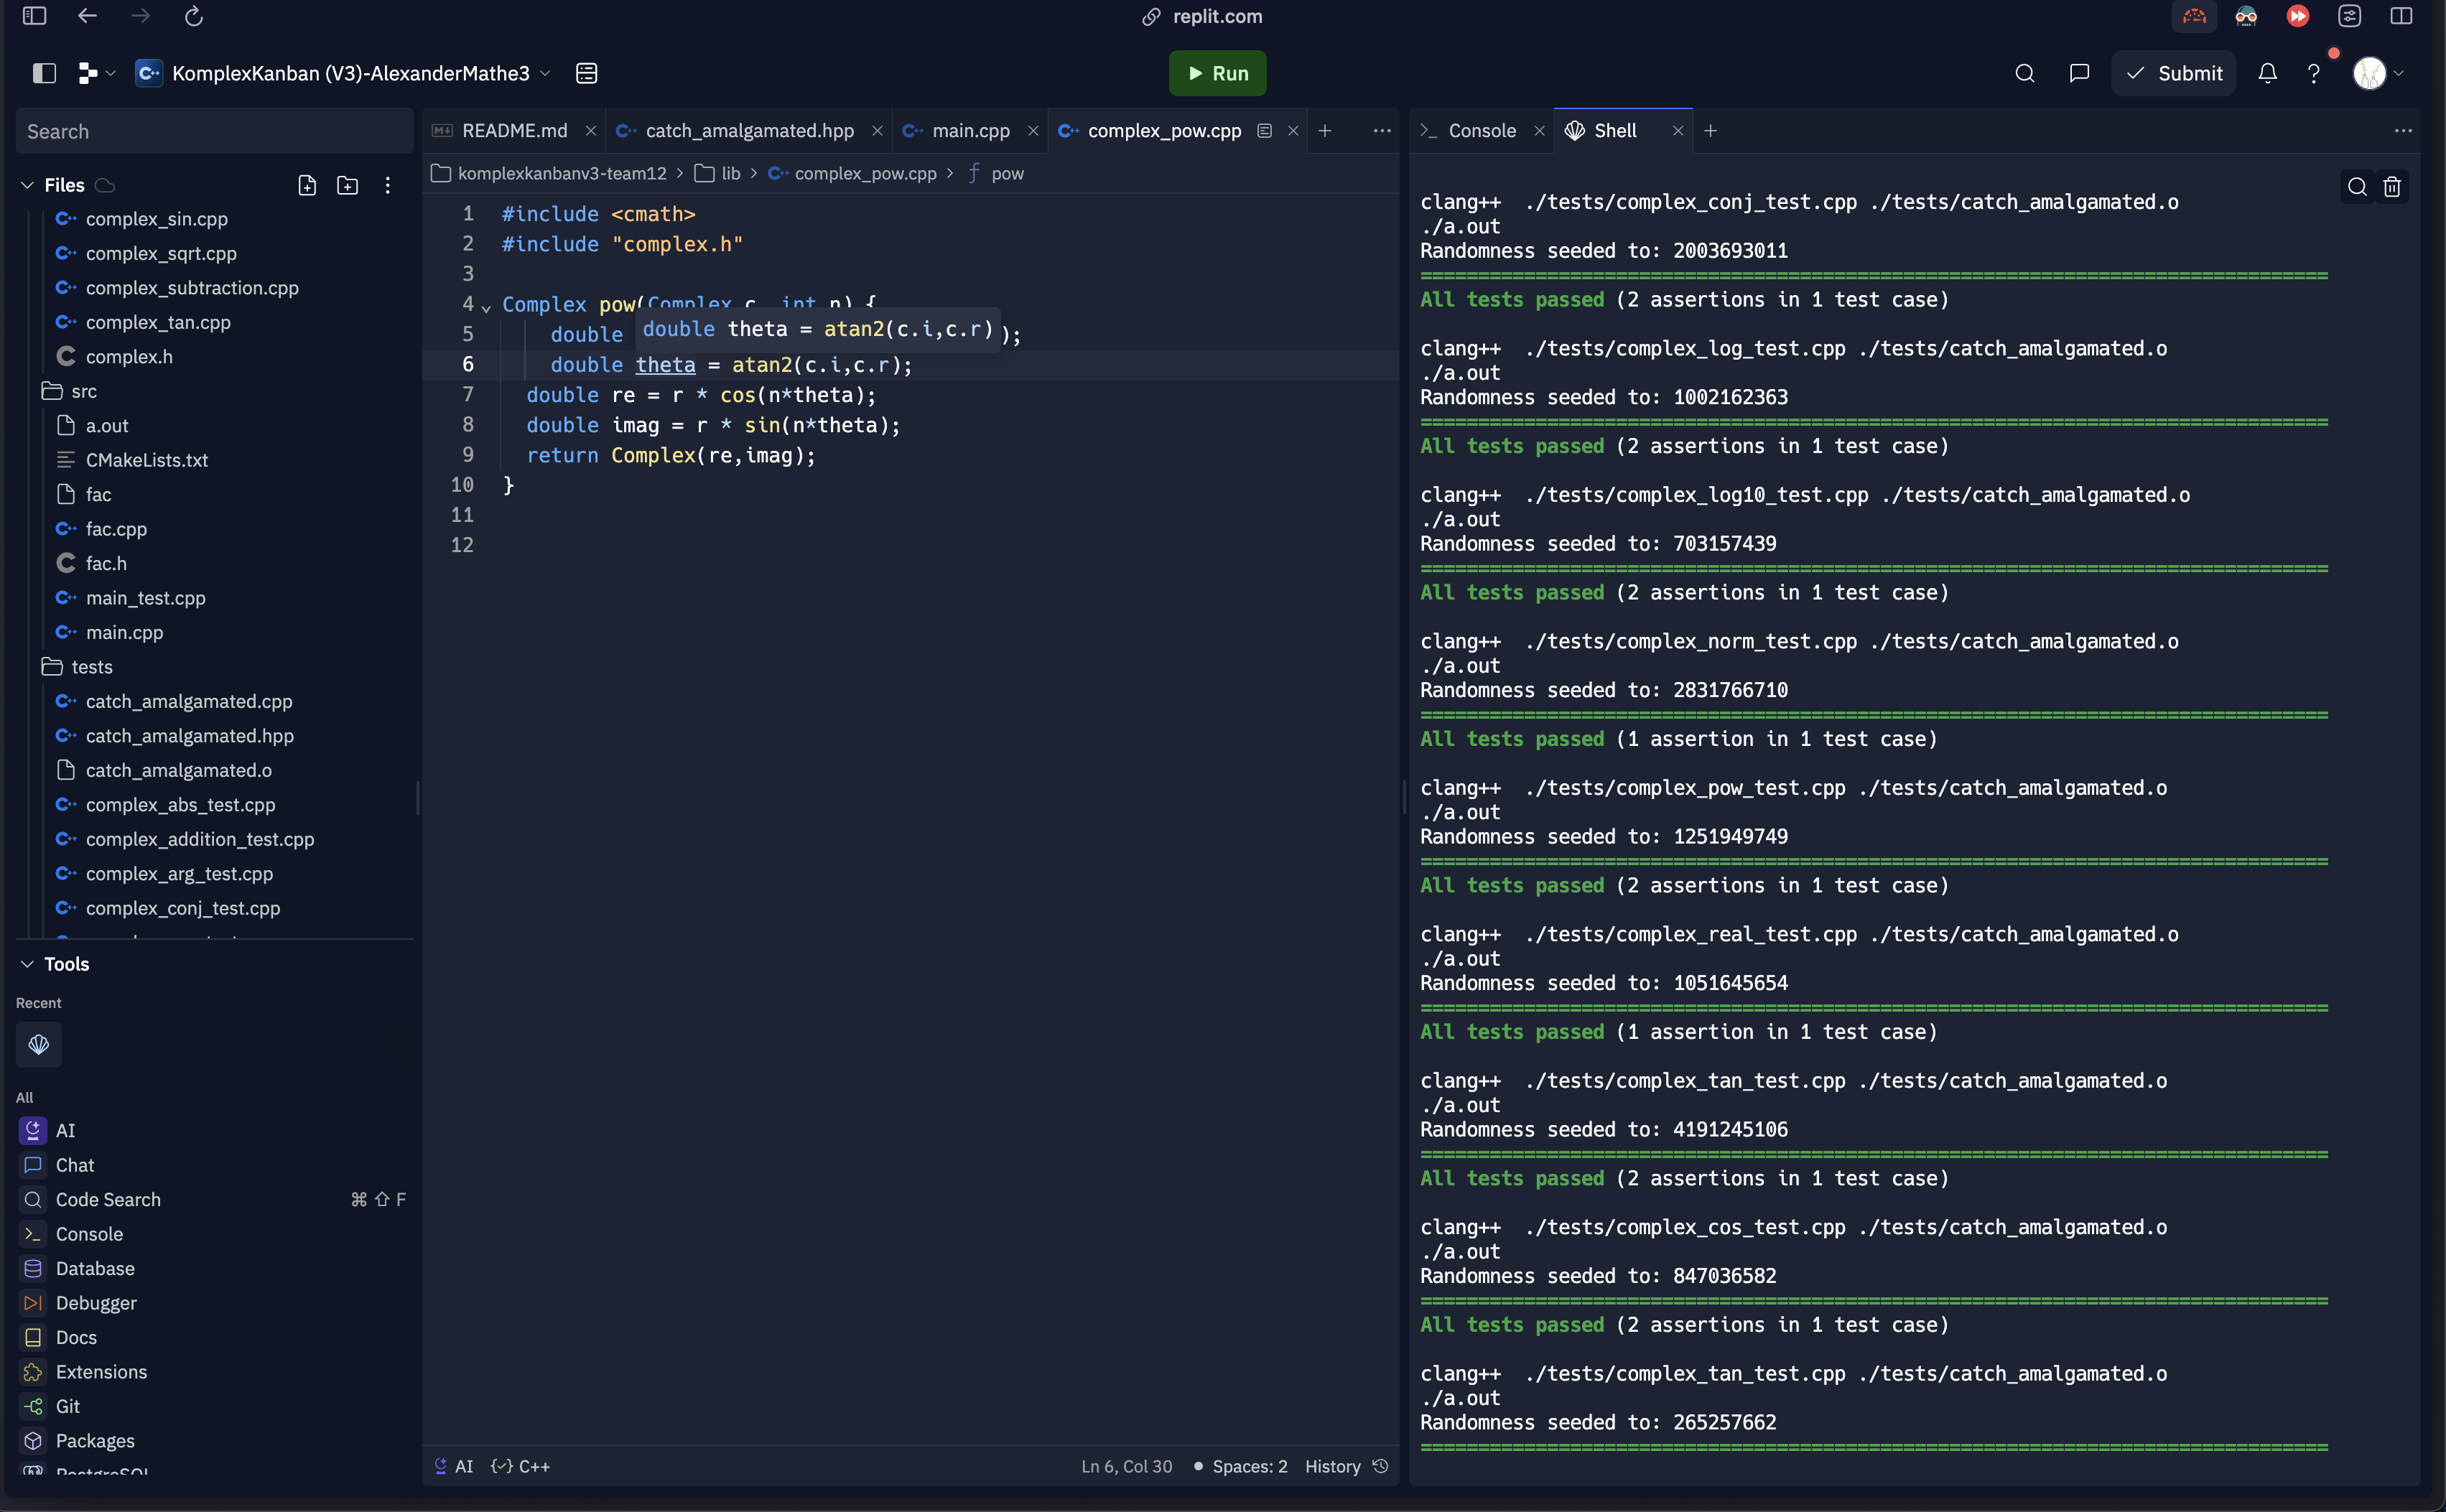 replit.com
KomplexKanban (V3)-AlexanderMathe3
Run
Submit
Search
Files
complex_sin.cpp
complex_sqrt.cpp
complex_subtraction.cpp
complex_tan.cpp
complex.h
src
a.out
CMakeLists.txt
fac
fac.cpp
fac.h
main_test.cpp
main.cpp
tests
catch_amalgamated.cpp
catch_amalgamated.hpp
catch_amalgamated.o
complex_abs_test.cpp
complex_addition_test.cpp
complex_arg_test.cpp
complex_conj_test.cpp
Tools
Recent
All
AI
Chat
Code Search ⌘ ⇧ F
Console
Database
Debugger
Docs
Extensions
Git
Packages
PostgreSQL
README.md
catch_amalgamated.hpp
main.cpp
complex_pow.cpp
komplexkanbanv3-team12 > lib > complex_pow.cpp > pow
1 #include <cmath>
2 #include "complex.h"
3
4 Complex pow(Complex c, int n) {
double theta = atan2(c.i,c.r)
5 double );
6 double theta = atan2(c.i,c.r);
7 double re = r * cos(n*theta);
8 double imag = r * sin(n*theta);
9 return Complex(re,imag);
10 }
11
12
AI C++ Ln 6, Col 30 Spaces: 2 History
Console
Shell
clang++ ./tests/complex_conj_test.cpp ./tests/catch_amalgamated.o
./a.out
Randomness seeded to: 2003693011
===============================================================================
All tests passed (2 assertions in 1 test case)
clang++ ./tests/complex_log_test.cpp ./tests/catch_amalgamated.o
./a.out
Randomness seeded to: 1002162363
===============================================================================
All tests passed (2 assertions in 1 test case)
clang++ ./tests/complex_log10_test.cpp ./tests/catch_amalgamated.o
./a.out
Randomness seeded to: 703157439
===============================================================================
All tests passed (2 assertions in 1 test case)
clang++ ./tests/complex_norm_test.cpp ./tests/catch_amalgamated.o
./a.out
Randomness seeded to: 2831766710
===============================================================================
All tests passed (1 assertion in 1 test case)
clang++ ./tests/complex_pow_test.cpp ./tests/catch_amalgamated.o
./a.out
Randomness seeded to: 1251949749
===============================================================================
All tests passed (2 assertions in 1 test case)
clang++ ./tests/complex_real_test.cpp ./tests/catch_amalgamated.o
./a.out
Randomness seeded to: 1051645654
===============================================================================
All tests passed (1 assertion in 1 test case)
clang++ ./tests/complex_tan_test.cpp ./tests/catch_amalgamated.o
./a.out
Randomness seeded to: 4191245106
===============================================================================
All tests passed (2 assertions in 1 test case)
clang++ ./tests/complex_cos_test.cpp ./tests/catch_amalgamated.o
./a.out
Randomness seeded to: 847036582
===============================================================================
All tests passed (2 assertions in 1 test case)
clang++ ./tests/complex_tan_test.cpp ./tests/catch_amalgamated.o
./a.out
Randomness seeded to: 265257662
===============================================================================